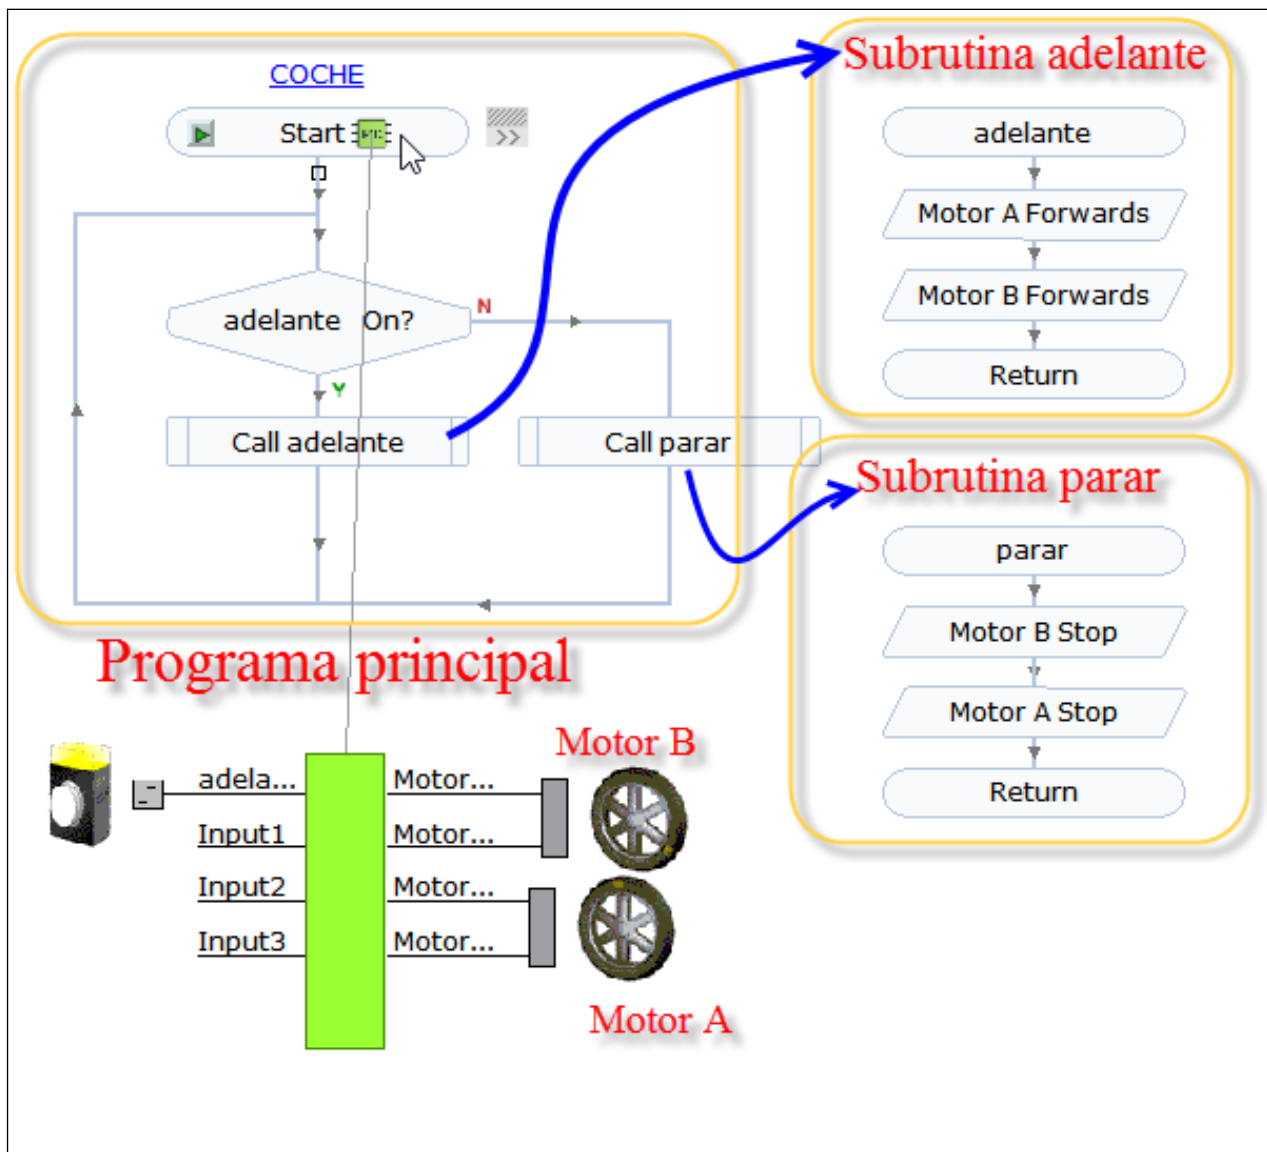 COCHE
Start
adelante On?
N
Y
Call adelante
Call parar
Programa principal
Subrutina adelante
adelante
Motor A Forwards
Motor B Forwards
Return
Subrutina parar
parar
Motor B Stop
Motor A Stop
Return
adela...
Input1
Input2
Input3
Motor...
Motor...
Motor...
Motor...
Motor B
Motor A